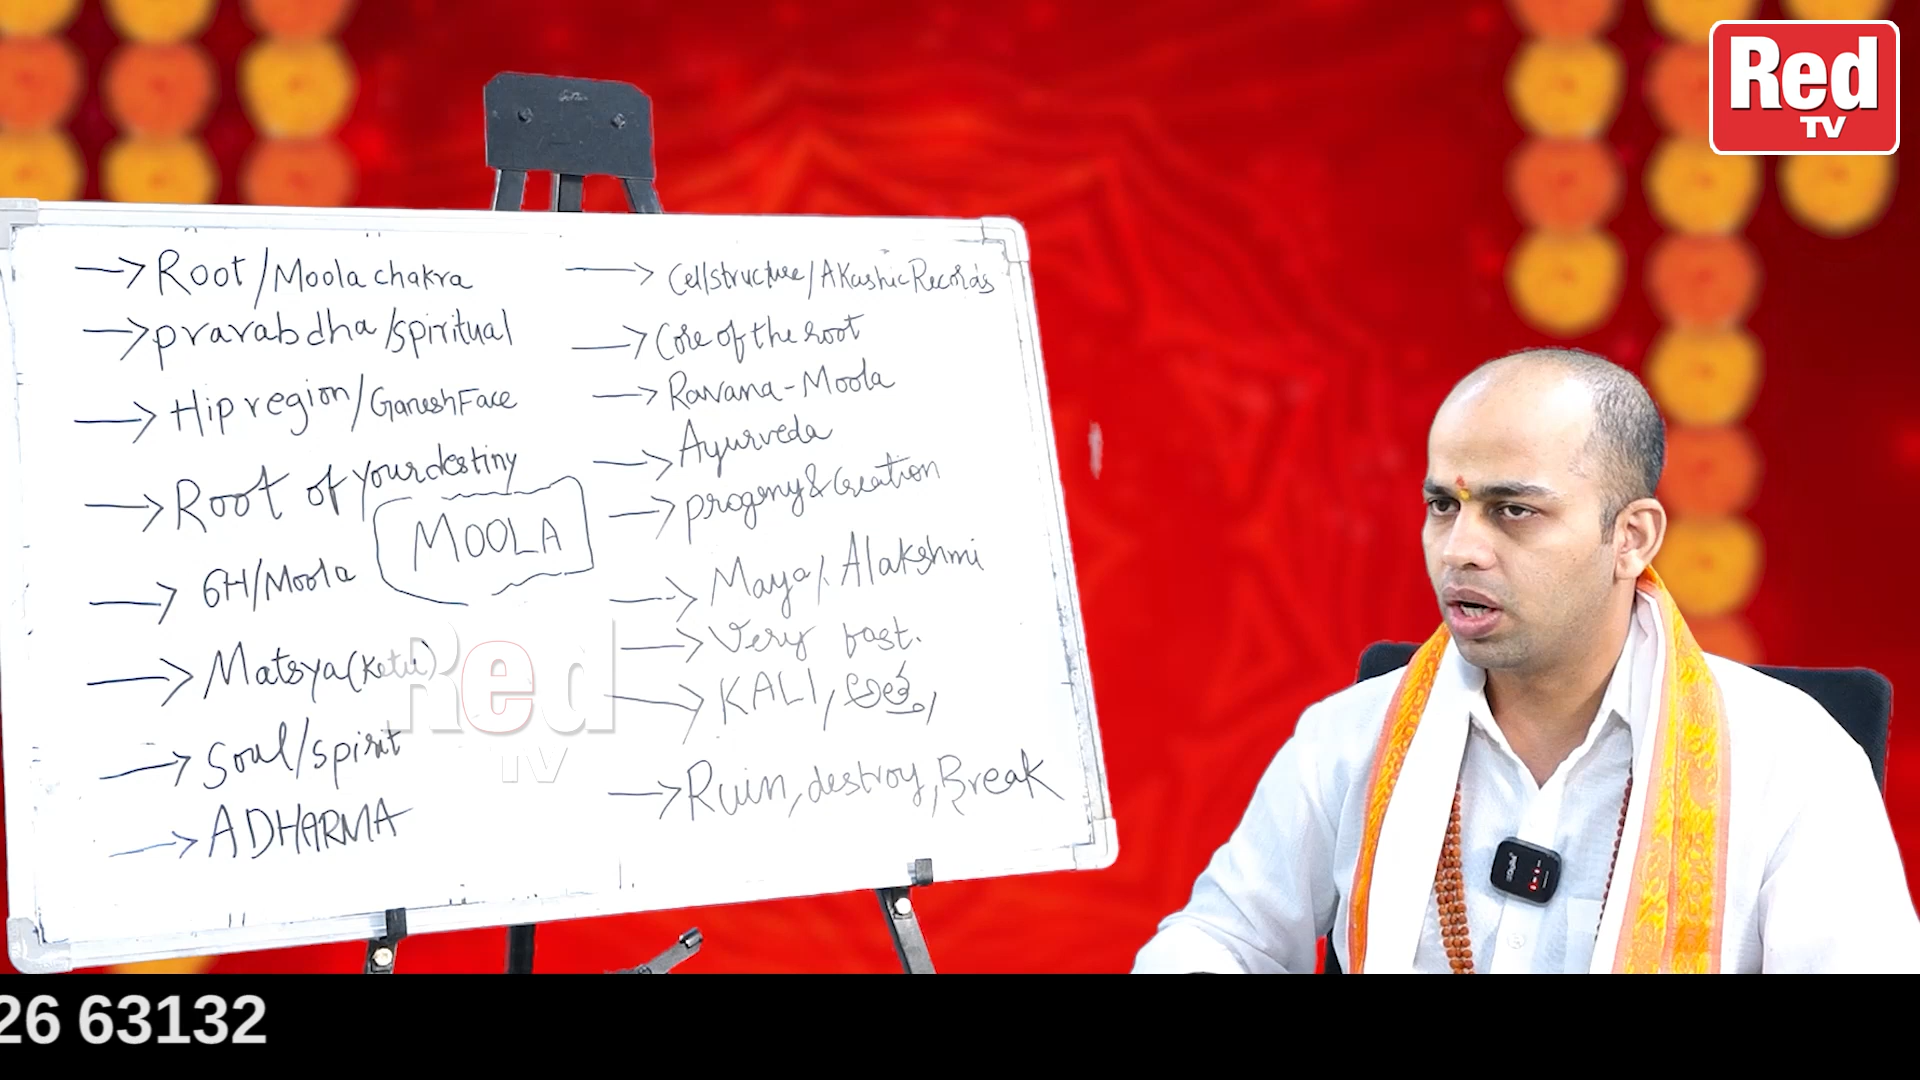 Red
TV
→ Root/Moola chakra
→ pravabdha/spiritual
→ Hip region/Ganesh Face
→ Root of your destiny
MOOLA
→ 6H/Moola
→ Matsya(Ketu)
→ Soul/spirit
→ ADHARMA
→ Cellstructure/AKashic Records
→ Core of the root
→ Ravana-Moola
→ Ayurveda
→ progeny & Creation
→ Maya/Alakshmi
→ Very fast.
→ KALI,
→ Ruin, destroy, Break
Red
TV
26 63132